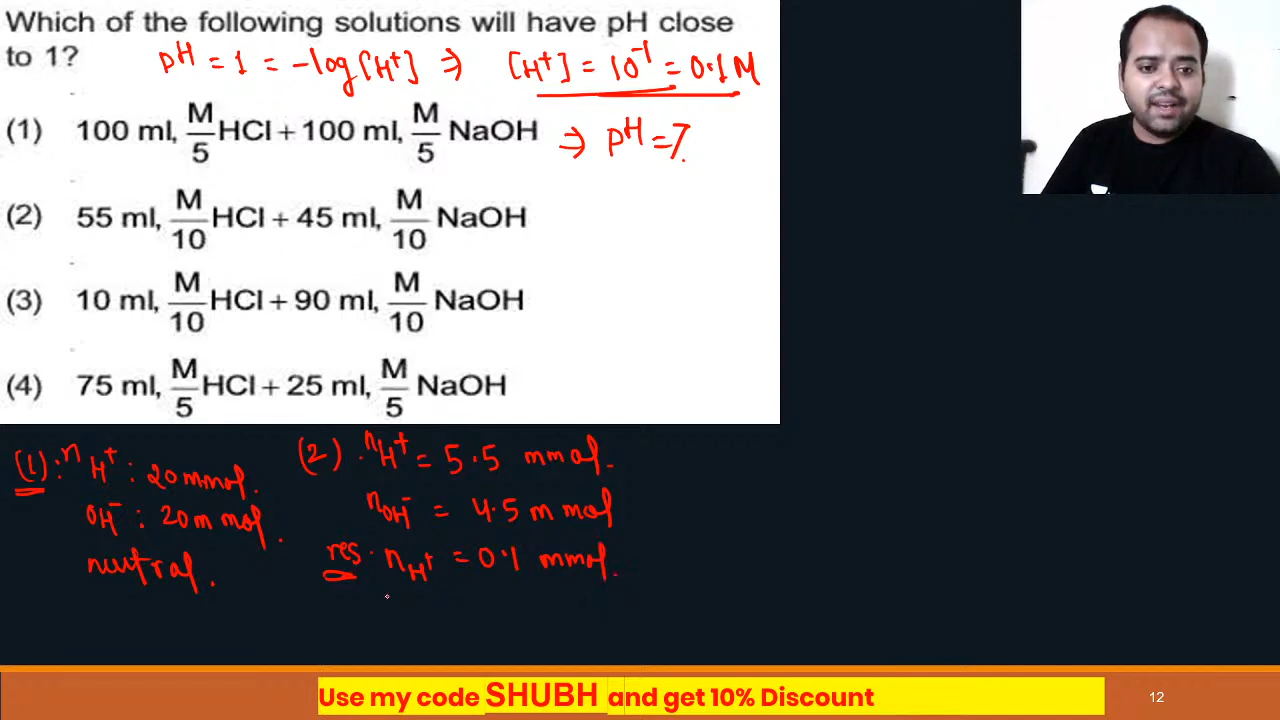 Which of the following solutions will have pH close
to 1?
pH = 1 = -log[H⁺] ⇒ [H⁺] = 10⁻¹ = 0.1 M
(1) 100 ml, M/5 HCl + 100 ml, M/5 NaOH ⇒ pH = 7.
(2) 55 ml, M/10 HCl + 45 ml, M/10 NaOH
(3) 10 ml, M/10 HCl + 90 ml, M/10 NaOH
(4) 75 ml, M/5 HCl + 25 ml, M/5 NaOH
(1): nH⁺ : 20 mmol.
OH⁻ : 20 m mol.
neutral.
(2). nH⁺ = 5.5 mmol.
nOH⁻ = 4.5 m mol
res. nH⁺ = 0.1 mmol.
Use my code SHUBH and get 10% Discount
12